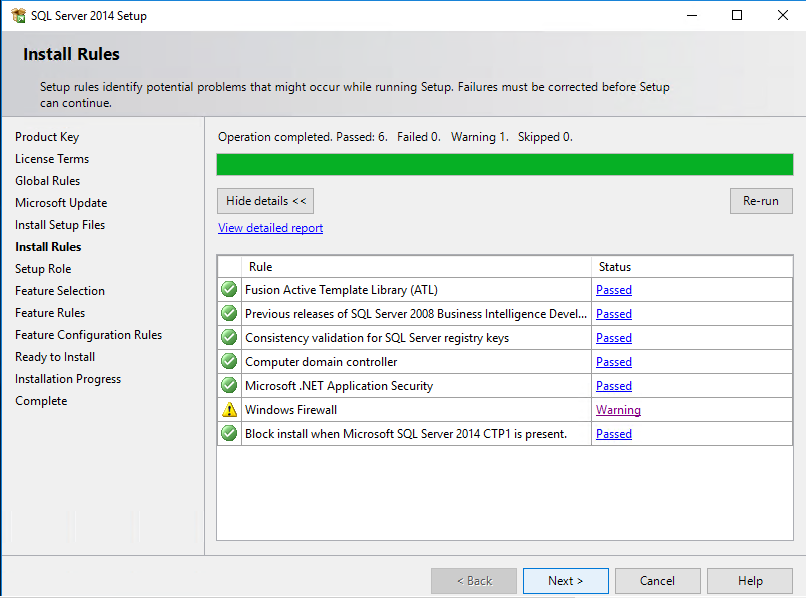 SQL Server 2014 Setup
Install Rules
Setup rules identify potential problems that might occur while running Setup. Failures must be corrected before Setup
can continue.
Product Key
License Terms
Global Rules
Microsoft Update
Install Setup Files
Install Rules
Setup Role
Feature Selection
Feature Rules
Feature Configuration Rules
Ready to Install
Installation Progress
Complete
Operation completed. Passed: 6. Failed 0. Warning 1. Skipped 0.
Hide details <<
Re-run
View detailed report
Rule Status
Fusion Active Template Library (ATL) Passed
Previous releases of SQL Server 2008 Business Intelligence Devel... Passed
Consistency validation for SQL Server registry keys Passed
Computer domain controller Passed
Microsoft .NET Application Security Passed
Windows Firewall Warning
Block install when Microsoft SQL Server 2014 CTP1 is present. Passed
< Back Next > Cancel Help